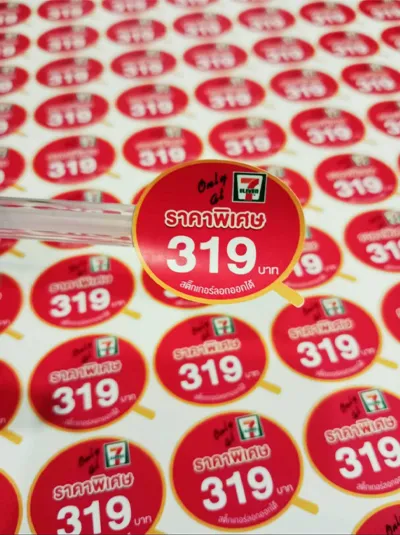 Only at
7
ELEVEN
ราคาพิเศษ
319 บาท
สติ๊กเกอร์ลอกออกได้